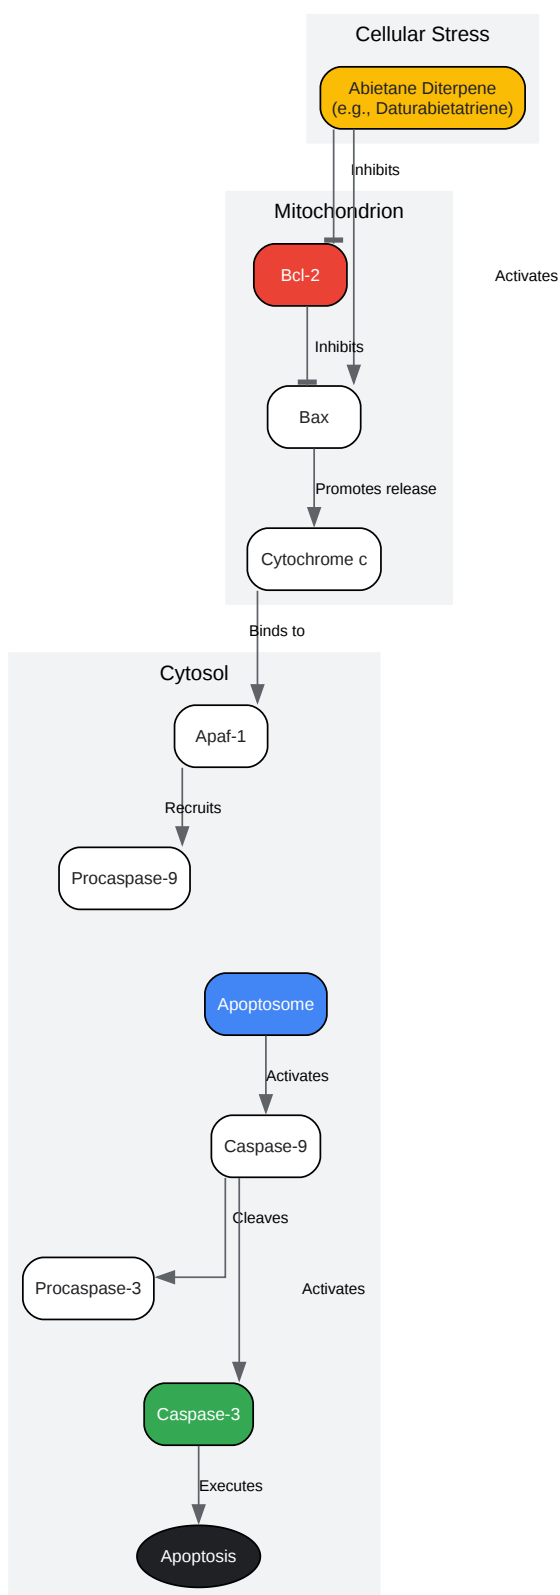 Cellular Stress
Abietane Diterpene
(e.g., Daturabietatriene)
Inhibits
Mitochondrion
Bcl-2
Activates
Inhibits
Bax
Promotes release
Cytochrome c
Binds to
Cytosol
Apaf-1
Recruits
Procaspase-9
Apoptosome
Activates
Caspase-9
Cleaves
Procaspase-3
Activates
Caspase-3
Executes
Apoptosis